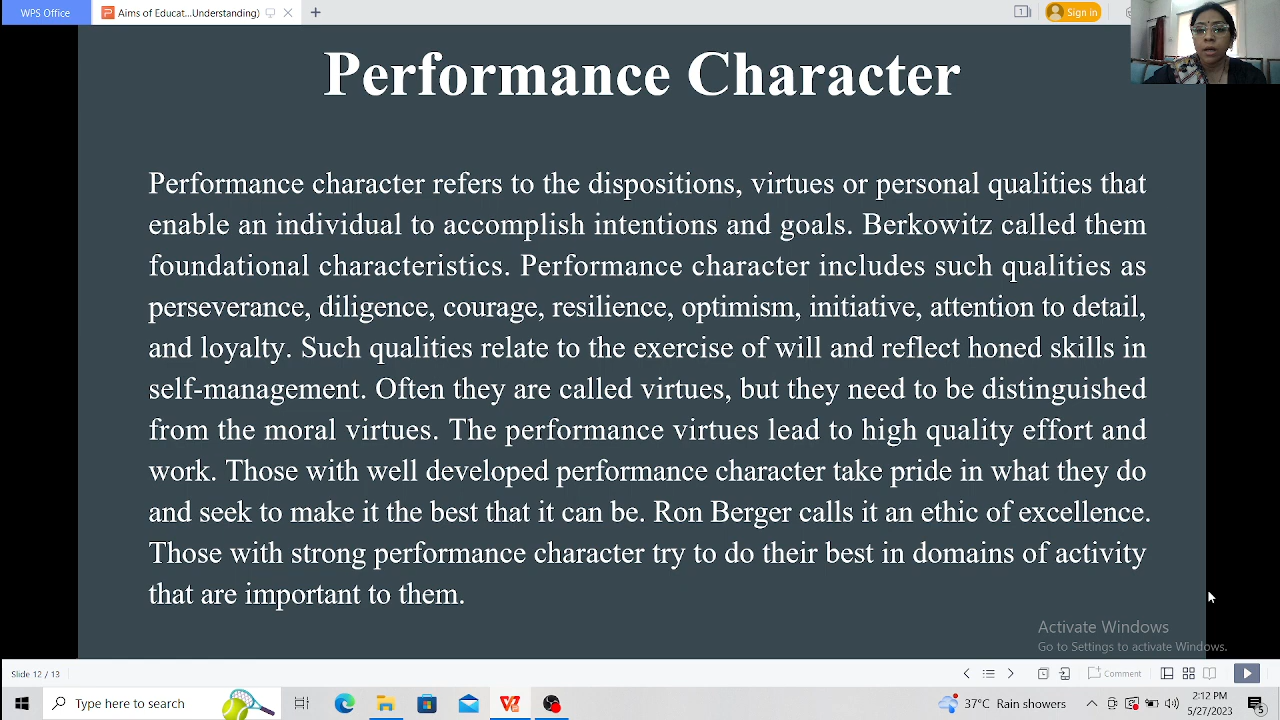 WPS Office
Aims of Educat...Understanding)
Sign in
Performance Character
Performance character refers to the dispositions, virtues or personal qualities that
enable an individual to accomplish intentions and goals. Berkowitz called them
foundational characteristics. Performance character includes such qualities as
perseverance, diligence, courage, resilience, optimism, initiative, attention to detail,
and loyalty. Such qualities relate to the exercise of will and reflect honed skills in
self-management. Often they are called virtues, but they need to be distinguished
from the moral virtues. The performance virtues lead to high quality effort and
work. Those with well developed performance character take pride in what they do
and seek to make it the best that it can be. Ron Berger calls it an ethic of excellence.
Those with strong performance character try to do their best in domains of activity
that are important to them.
Activate Windows
Go to Settings to activate Windows.
Slide 12 / 13
Comment
Type here to search
37°C Rain showers
2:12 PM
5/27/2023
5